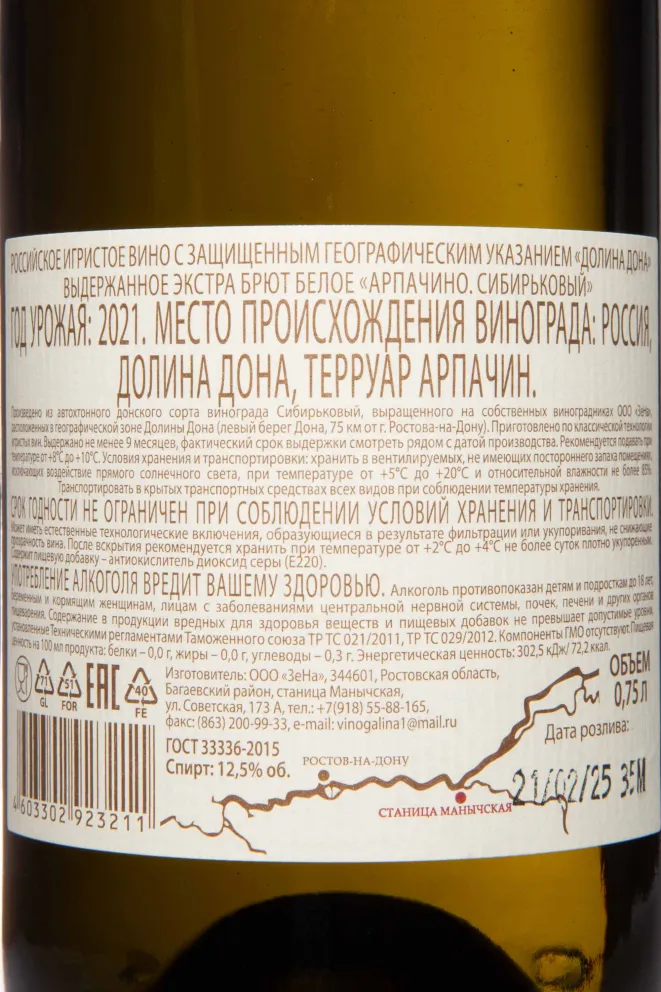 РОССИЙСКОЕ ИГРИСТОЕ ВИНО С ЗАЩИЩЕННЫМ ГЕОГРАФИЧЕСКИМ УКАЗАНИЕМ «ДОЛИНА ДОНА»
ВЫДЕРЖАННОЕ ЭКСТРА БРЮТ БЕЛОЕ «АРПАЧИНО. СИБИРЬКОВЫЙ»
ГОД УРОЖАЯ: 2021. МЕСТО ПРОИСХОЖДЕНИЯ ВИНОГРАДА: РОССИЯ,
ДОЛИНА ДОНА, ТЕРРУАР АРПАЧИН.
Произведено из автохтонного донского сорта винограда Сибирьковый, выращенного на собственных виноградниках ООО «ЗеНа»,
расположенных в географической зоне Долины Дона (левый берег Дона, 75 км от г. Ростова-на-Дону). Приготовлено по классической технологии
игристых вин. Выдержано не менее 9 месяцев, фактический срок выдержки смотреть рядом с датой производства. Рекомендуется подавать при
температуре от +8°С до +10°С. Условия хранения и транспортировки: хранить в вентилируемых, не имеющих постороннего запаха помещениях,
исключающих воздействие прямого солнечного света, при температуре от +5°С до +20°С и относительной влажности не более 85%.
Транспортировать в крытых транспортных средствах всех видов при соблюдении температуры хранения.
СРОК ГОДНОСТИ НЕ ОГРАНИЧЕН ПРИ СОБЛЮДЕНИИ УСЛОВИЙ ХРАНЕНИЯ И ТРАНСПОРТИРОВКИ.
Может иметь естественные технологические включения, образующиеся в результате фильтрации или укупоривания, не снижающие
прозрачность вина. После вскрытия рекомендуется хранить при температуре от +2°С до +4°С не более суток плотно укупоренным.
Содержит пищевую добавку – антиокислитель диоксид серы (Е220).
УПОТРЕБЛЕНИЕ АЛКОГОЛЯ ВРЕДИТ ВАШЕМУ ЗДОРОВЬЮ. Алкоголь противопоказан детям и подросткам до 18 лет,
беременным и кормящим женщинам, лицам с заболеваниями центральной нервной системы, почек, печени и других органов
пищеварения. Содержание в продукции вредных для здоровья веществ и пищевых добавок не превышает допустимые уровни,
установленные Техническими регламентами Таможенного союза ТР ТС 021/2011, ТР ТС 029/2012. Компоненты ГМО отсутствуют. Пищевая
ценность на 100 мл продукта: белки – 0,0 г, жиры – 0,0 г, углеводы – 0,3 г. Энергетическая ценность: 302,5 кДж/ 72,2 ккал.
71
GL
51
FOR
EAC
40
FE
Изготовитель: ООО «ЗеНа», 344601, Ростовская область,
Багаевский район, станица Манычская,
ул. Советская, 173 А, тел.: +7(918) 55-88-165,
факс: (863) 200-99-33, e-mail: vinogalina1@mail.ru
ГОСТ 33336-2015
Спирт: 12,5% об.
ОБЪЕМ
0,75л
Дата розлива:
21/02/25 35М
РОСТОВ-НА-ДОНУ
СТАНИЦА МАНЫЧСКАЯ
4 603302 923211